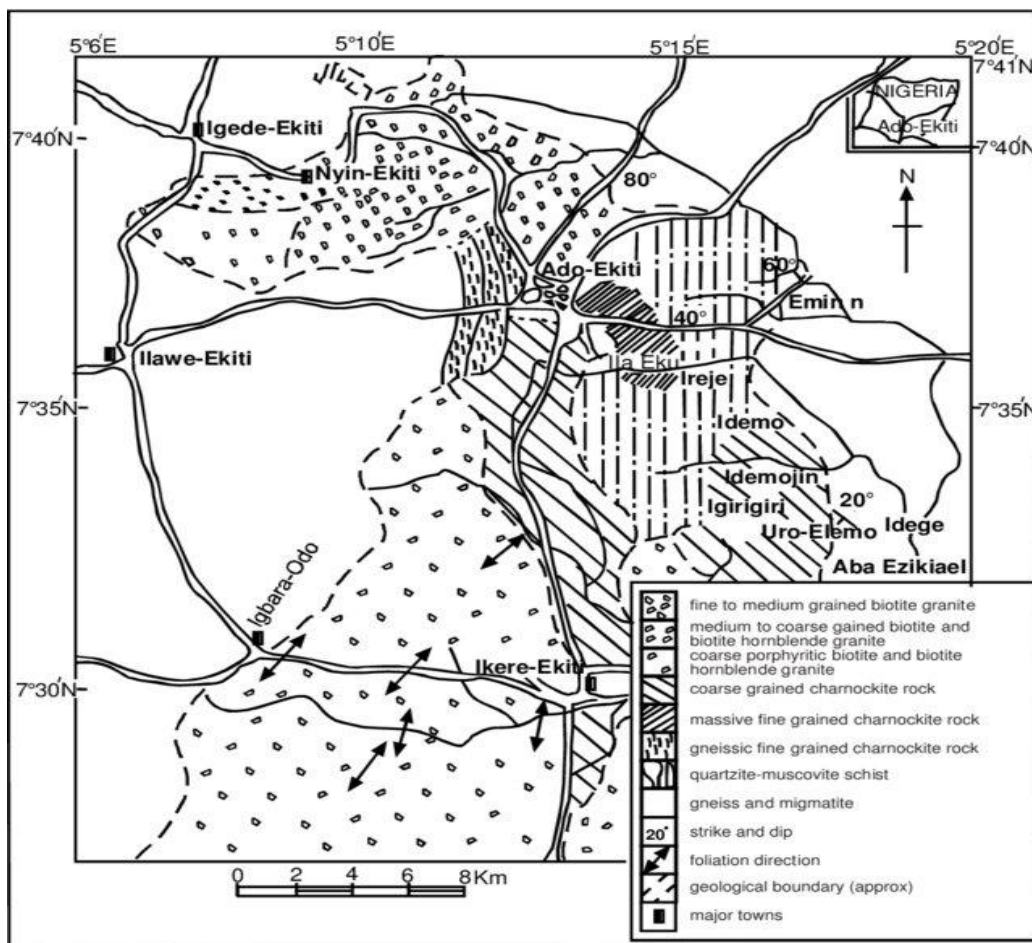 5°6′E
5°10′E
5°15′E
5°20′E
7°41′N
NIGERIA
Ado-Ekiti
7°40′N
7°40′N
Igede-Ekiti
Nyin-Ekiti
N
80°
Ado-Ekiti
60°
Emin n
40°
Ilawe-Ekiti
Ila Eku
Ireje
7°35′N
7°35′N
Idemo
Idemojin
20°
Igirigiri
Uro-Elemo
Idege
Aba Ezikiael
Igbara-Odo
Ikere-Ekiti
7°30′N
fine to medium grained biotite granite
medium to coarse gained biotite and
biotite hornblende granite
coarse porphyritic biotite and biotite
hornblende granite
coarse grained charnockite rock
massive fine grained charnockite rock
gneissic fine grained charnockite rock
quartzite-muscovite schist
gneiss and migmatite
20° strike and dip
foliation direction
geological boundary (approx)
major towns
0 2 4 6 8 Km